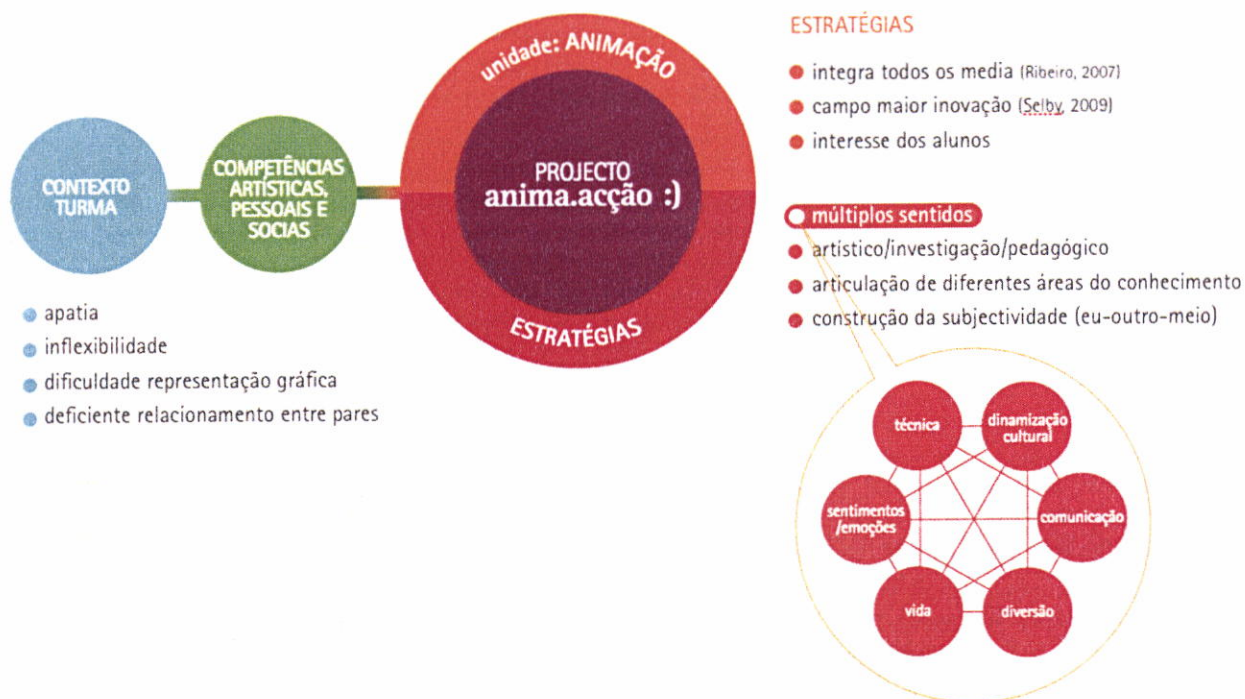 CONTEXTO
TURMA
apatia
inflexibilidade
dificuldade representação gráfica
deficiente relacionamento entre pares
COMPETÊNCIAS
ARTÍSTICAS,
PESSOAIS E
SOCIAS
unidade: ANIMAÇÃO
PROJECTO
anima.acção :)
ESTRATÉGIAS
ESTRATÉGIAS
integra todos os media (Ribeiro, 2007)
campo maior inovação (Selby, 2009)
interesse dos alunos
múltiplos sentidos
artístico/investigação/pedagógico
articulação de diferentes áreas do conhecimento
construção da subjectividade (eu-outro-meio)
técnica
dinamização
cultural
sentimentos
/emoções
comunicação
vida
diversão